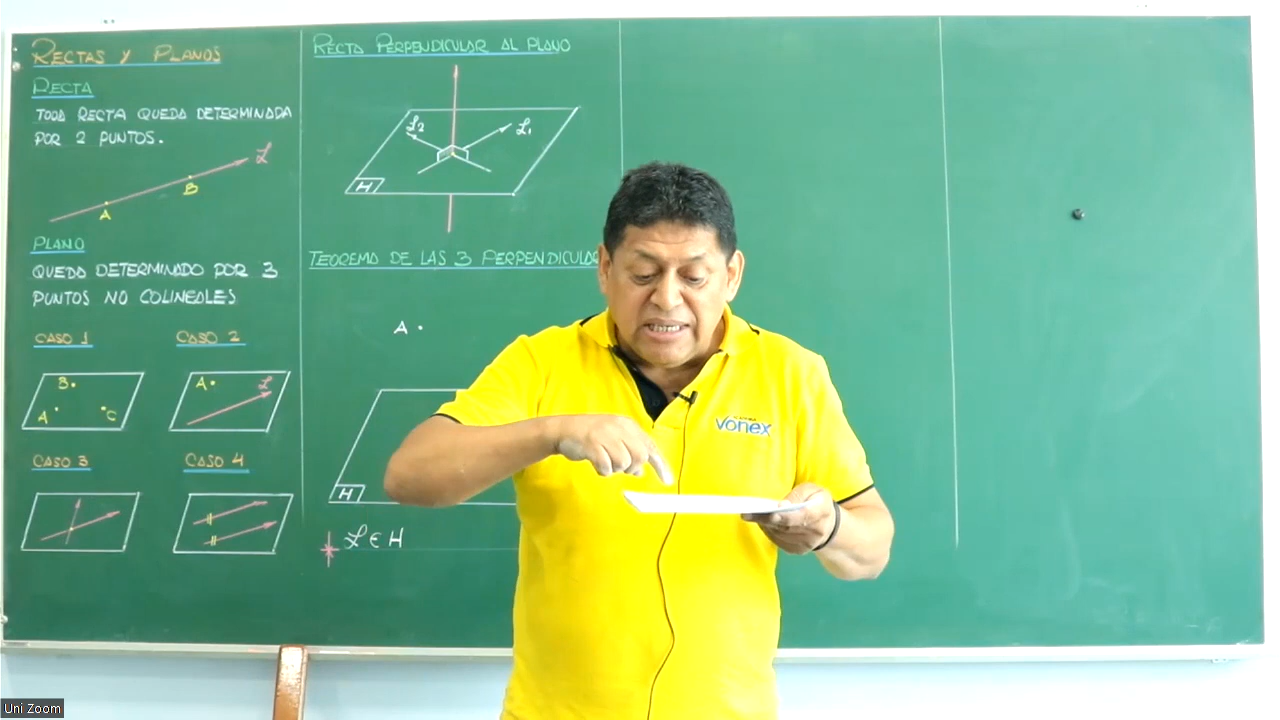 RECTAS Y PLANOS
RECTA
TODA RECTA QUEDA DETERMINADA
POR 2 PUNTOS.
A B ℒ
PLANO
QUEDA DETERMINADO POR 3
PUNTOS NO COLINEALES
CASO 1 CASO 2
B A C
A ℒ
CASO 3 CASO 4
RECTA PERPENDICULAR AL PLANO
ℒ2 ℒ1
H
TEOREMA DE LAS 3 PERPENDICULAR
A
H
ℒ ∈ H
vonex
Uni Zoom